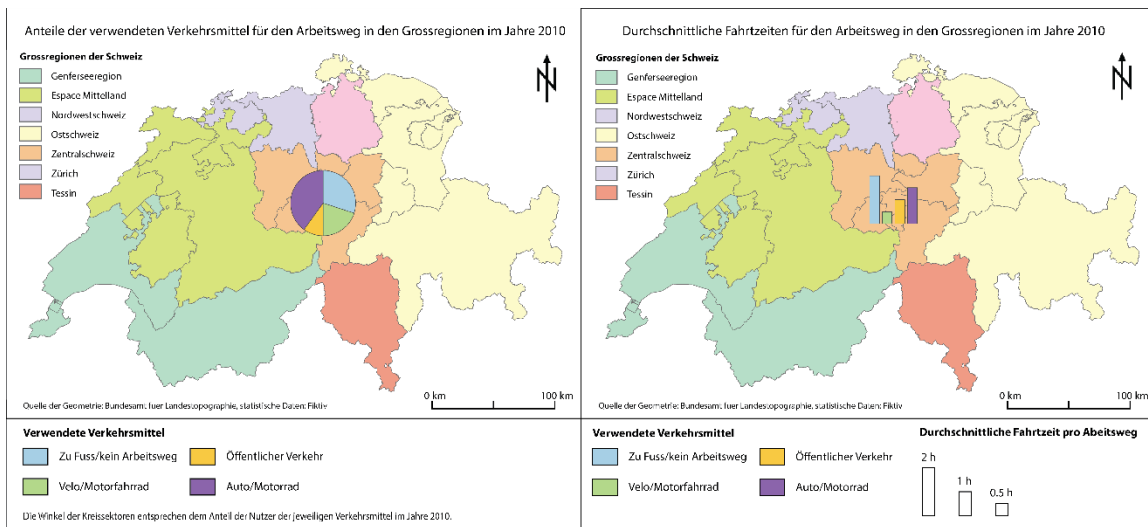 Anteile der verwendeten Verkehrsmittel für den Arbeitsweg in den Grossregionen im Jahre 2010
Grossregionen der Schweiz
Genferseeregion
Espace Mittelland
Nordwestschweiz
Ostschweiz
Zentralschweiz
Zürich
Tessin
N
0 km
100 km
Quelle der Geometrie: Bundesamt fuer Landestopographie, statistische Daten: Fiktiv
Verwendete Verkehrsmittel
Zu Fuss/kein Arbeitsweg
Öffentlicher Verkehr
Velo/Motorfahrrad
Auto/Motorrad
Die Winkel der Kreissektoren entsprechen dem Anteil der Nutzer der jeweiligen Verkehrsmittel im Jahre 2010.
Durchschnittliche Fahrtzeiten für den Arbeitsweg in den Grossregionen im Jahre 2010
Grossregionen der Schweiz
Genferseeregion
Espace Mittelland
Nordwestschweiz
Ostschweiz
Zentralschweiz
Zürich
Tessin
N
0 km
100 km
Quelle der Geometrie: Bundesamt fuer Landestopographie, statistische Daten: Fiktiv
Verwendete Verkehrsmittel
Zu Fuss/kein Arbeitsweg
Öffentlicher Verkehr
Velo/Motorfahrrad
Auto/Motorrad
Durchschnittliche Fahrtzeit pro Abeitsweg
2 h
1 h
0.5 h